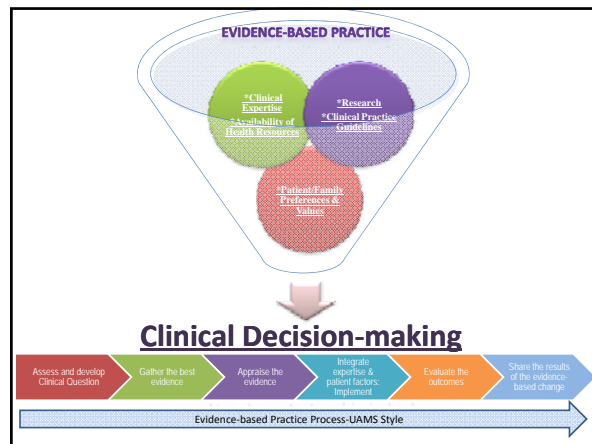 EVIDENCE-BASED PRACTICE
*Clinical
Expertise
*Availability of
Health Resources
*Research
*Clinical Practice
Guidelines
*Patient/Family
Preferences &
Values
Clinical Decision-making
Assess and develop
Clinical Question
Gather the best
evidence
Appraise the
evidence
Integrate
expertise &
patient factors:
Implement
Evaluate the
outcomes
Share the results
of the evidence-
based change
Evidence-based Practice Process-UAMS Style